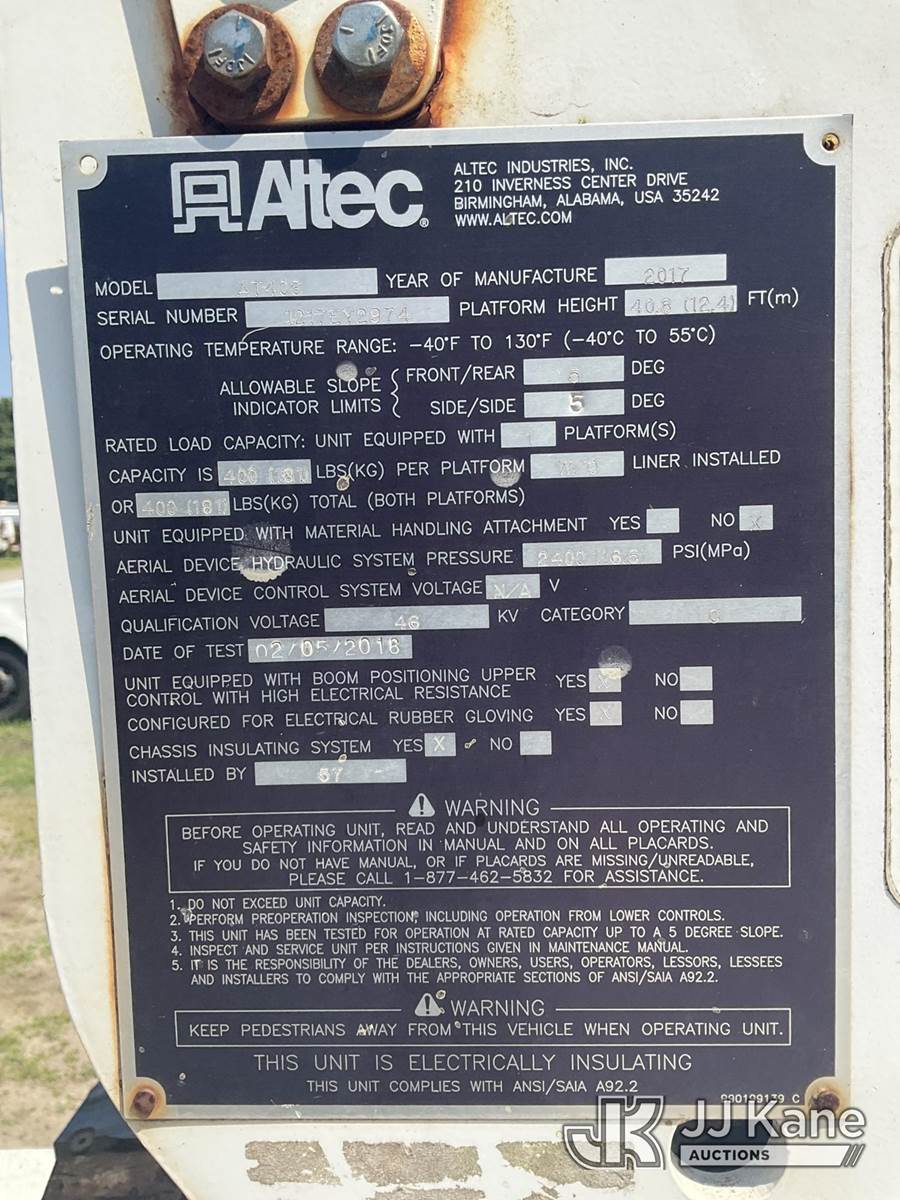 Altec®
ALTEC INDUSTRIES, INC.
210 INVERNESS CENTER DRIVE
BIRMINGHAM, ALABAMA, USA 35242
WWW.ALTEC.COM
MODEL YEAR OF MANUFACTURE 2017
SERIAL NUMBER PLATFORM HEIGHT 40.8 (12.4) FT(m)
OPERATING TEMPERATURE RANGE: -40°F TO 130°F (-40°C TO 55°C)
ALLOWABLE SLOPE INDICATOR LIMITS
FRONT/REAR 5 DEG
SIDE/SIDE 5 DEG
RATED LOAD CAPACITY: UNIT EQUIPPED WITH 1 PLATFORM(S)
CAPACITY IS 400 (181) LBS(KG) PER PLATFORM LINER INSTALLED
OR 400 (181) LBS(KG) TOTAL (BOTH PLATFORMS)
UNIT EQUIPPED WITH MATERIAL HANDLING ATTACHMENT YES NO X
AERIAL DEVICE HYDRAULIC SYSTEM PRESSURE 2400 PSI(MPa)
AERIAL DEVICE CONTROL SYSTEM VOLTAGE N/A V
QUALIFICATION VOLTAGE 46 KV CATEGORY C
DATE OF TEST 02/05/2018
UNIT EQUIPPED WITH BOOM POSITIONING UPPER YES X NO
CONTROL WITH HIGH ELECTRICAL RESISTANCE
CONFIGURED FOR ELECTRICAL RUBBER GLOVING YES X NO
CHASSIS INSULATING SYSTEM YES X NO
INSTALLED BY 57
WARNING
BEFORE OPERATING UNIT, READ AND UNDERSTAND ALL OPERATING AND
SAFETY INFORMATION IN MANUAL AND ON ALL PLACARDS.
IF YOU DO NOT HAVE MANUAL, OR IF PLACARDS ARE MISSING/UNREADABLE,
PLEASE CALL 1-877-462-5832 FOR ASSISTANCE.
1. DO NOT EXCEED UNIT CAPACITY.
2. PERFORM PREOPERATION INSPECTION, INCLUDING OPERATION FROM LOWER CONTROLS.
3. THIS UNIT HAS BEEN TESTED FOR OPERATION AT RATED CAPACITY UP TO A 5 DEGREE SLOPE.
4. INSPECT AND SERVICE UNIT PER INSTRUCTIONS GIVEN IN MAINTENANCE MANUAL.
5. IT IS THE RESPONSIBILITY OF THE DEALERS, OWNERS, USERS, OPERATORS, LESSORS, LESSEES
AND INSTALLERS TO COMPLY WITH THE APPROPRIATE SECTIONS OF ANSI/SAIA A92.2.
WARNING
KEEP PEDESTRIANS AWAY FROM THIS VEHICLE WHEN OPERATING UNIT.
THIS UNIT IS ELECTRICALLY INSULATING
THIS UNIT COMPLIES WITH ANSI/SAIA A92.2
990199139 C
JK JJ Kane
AUCTIONS